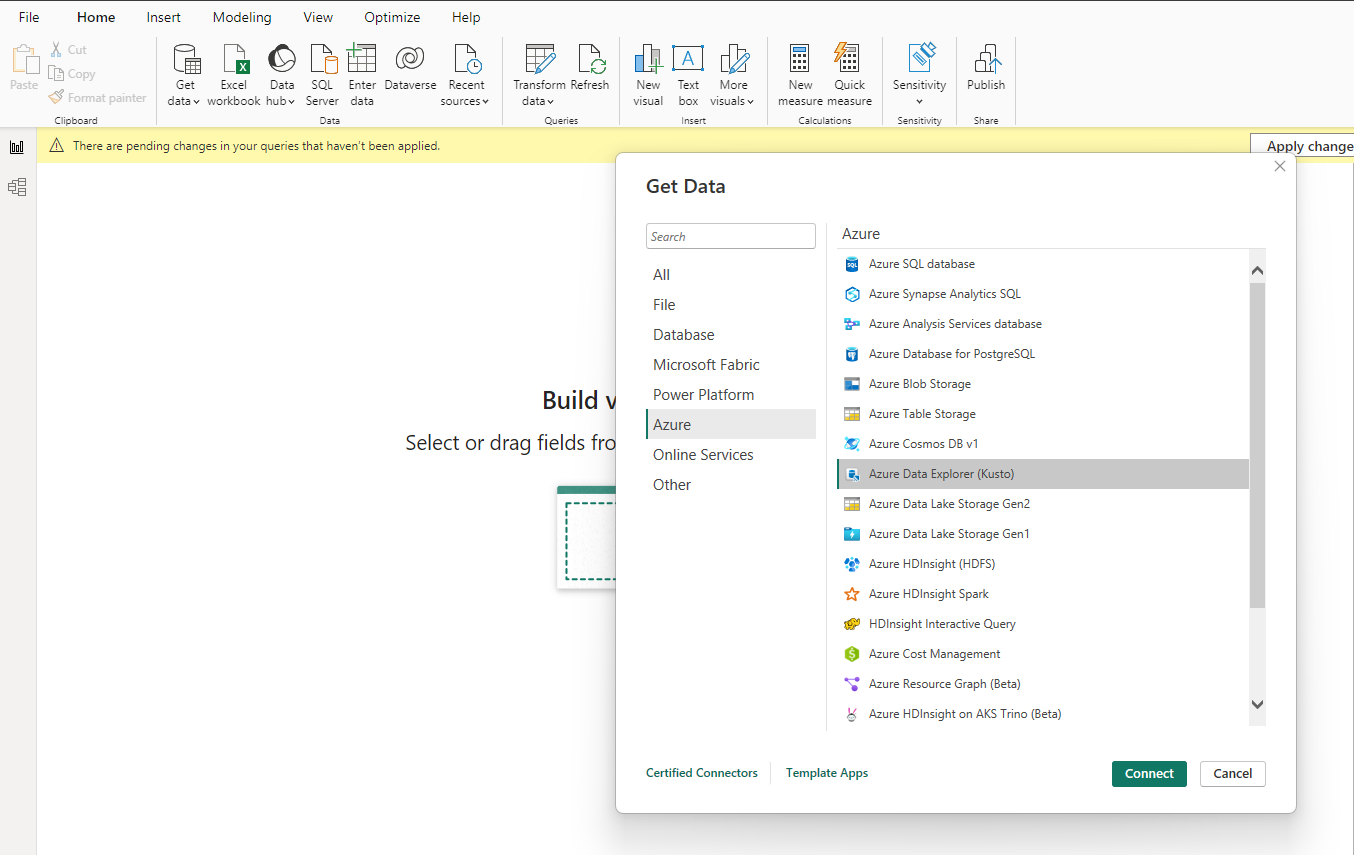 File Home Insert Modeling View Optimize Help
Paste
Cut
Copy
Format painter
Clipboard
Get
data
Excel
workbook
Data
hub
SQL
Server
Enter
data
Dataverse
Recent
sources
Data
Transform
data
Refresh
Queries
New
visual
A
Text
box
More
visuals
Insert
New
measure
Quick
measure
Calculations
Sensitivity
Sensitivity
Publish
Share
There are pending changes in your queries that haven't been applied.
Apply change
Build v
Select or drag fields fro
Get Data
Search
All
File
Database
Microsoft Fabric
Power Platform
Azure
Online Services
Other
Azure
SQL Azure SQL database
Azure Synapse Analytics SQL
Azure Analysis Services database
Azure Database for PostgreSQL
Azure Blob Storage
Azure Table Storage
Azure Cosmos DB v1
Azure Data Explorer (Kusto)
Azure Data Lake Storage Gen2
Azure Data Lake Storage Gen1
Azure HDInsight (HDFS)
Azure HDInsight Spark
HDInsight Interactive Query
Azure Cost Management
Azure Resource Graph (Beta)
Azure HDInsight on AKS Trino (Beta)
Certified Connectors
Template Apps
Connect
Cancel